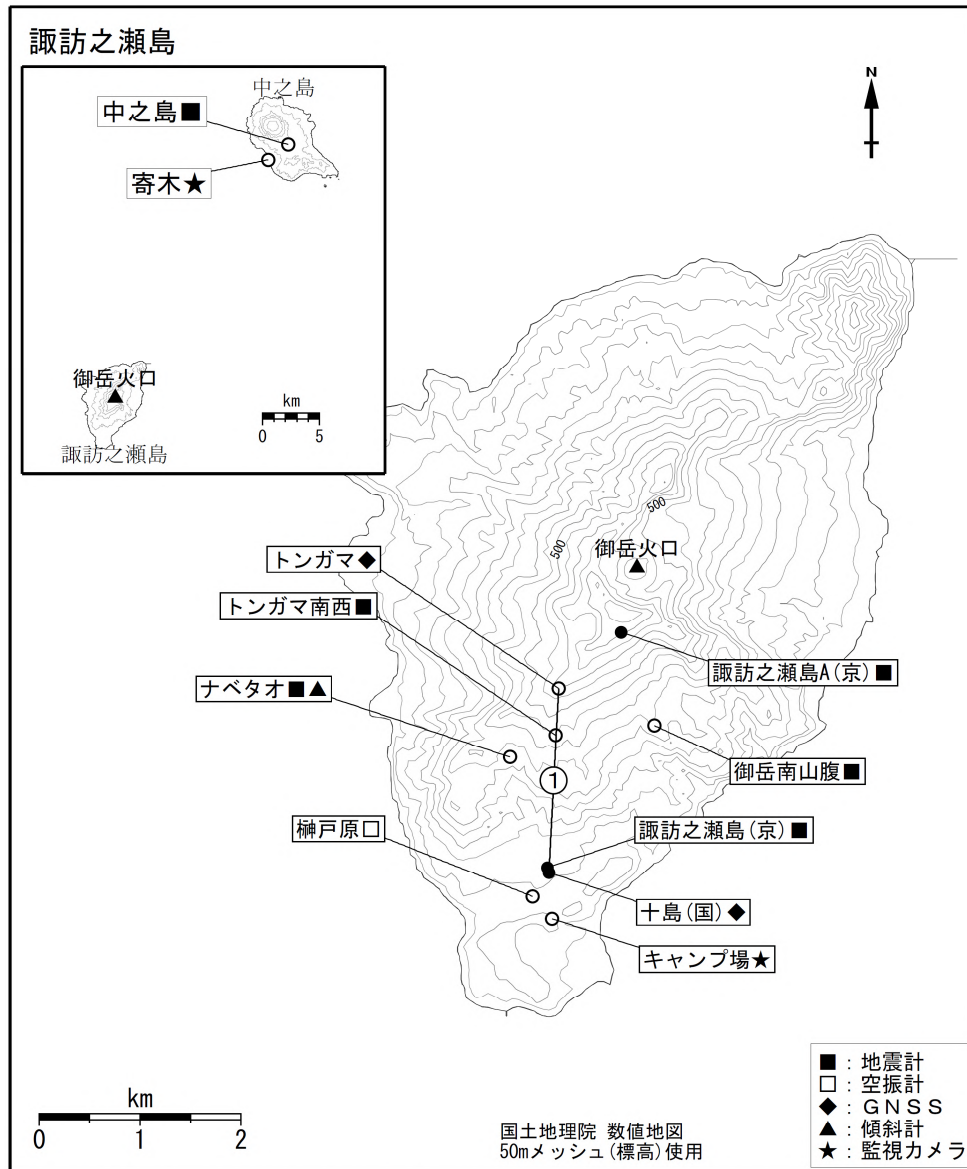 諏訪之瀬島
中之島
中之島■
寄木★
御岳火口
km
0 5
諏訪之瀬島
N
500
500
御岳火口
トンガマ◆
トンガマ南西■
諏訪之瀬島A(京)■
ナベタオ■▲
御岳南山腹■
①
榊戸原□
諏訪之瀬島(京)■
十島(国)◆
キャンプ場★
km
0 1 2
国土地理院 数値地図
50mメッシュ(標高)使用
■:地震計
□:空振計
◆:GNSS
▲:傾斜計
★:監視カメラ